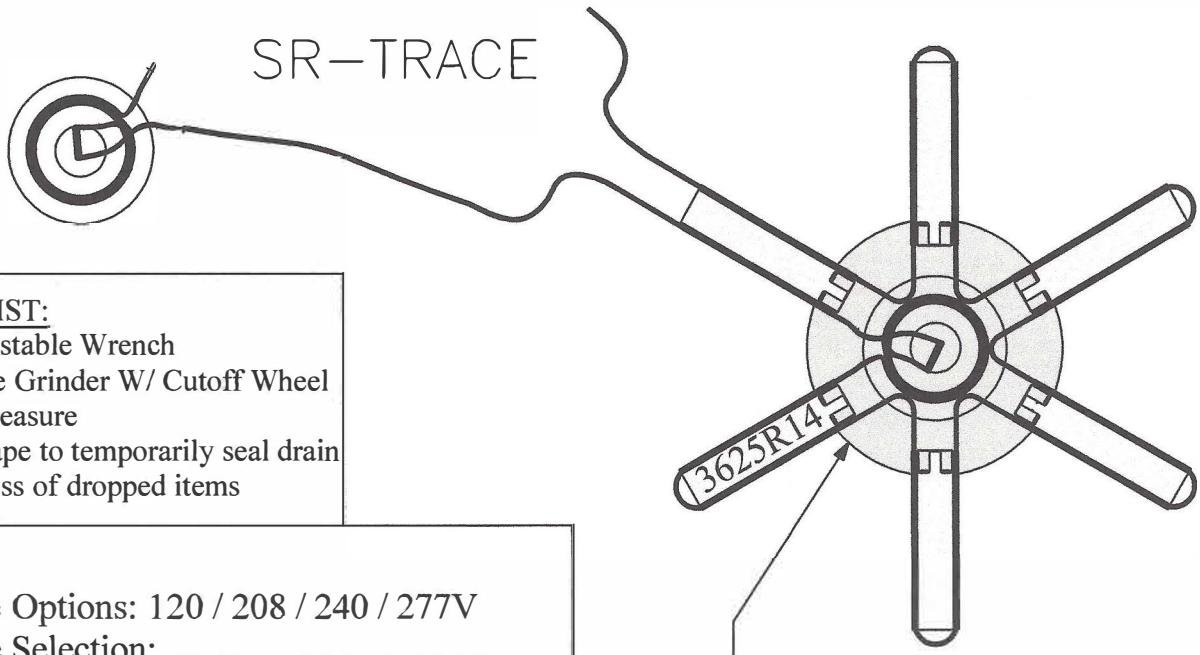 SR-TRACE
IST:
stable Wrench
e Grinder W/ Cutoff Wheel
easure
ape to temporarily seal drain
ss of dropped items
3625R14
e Options: 120 / 208 / 240 / 277V
e Selection: